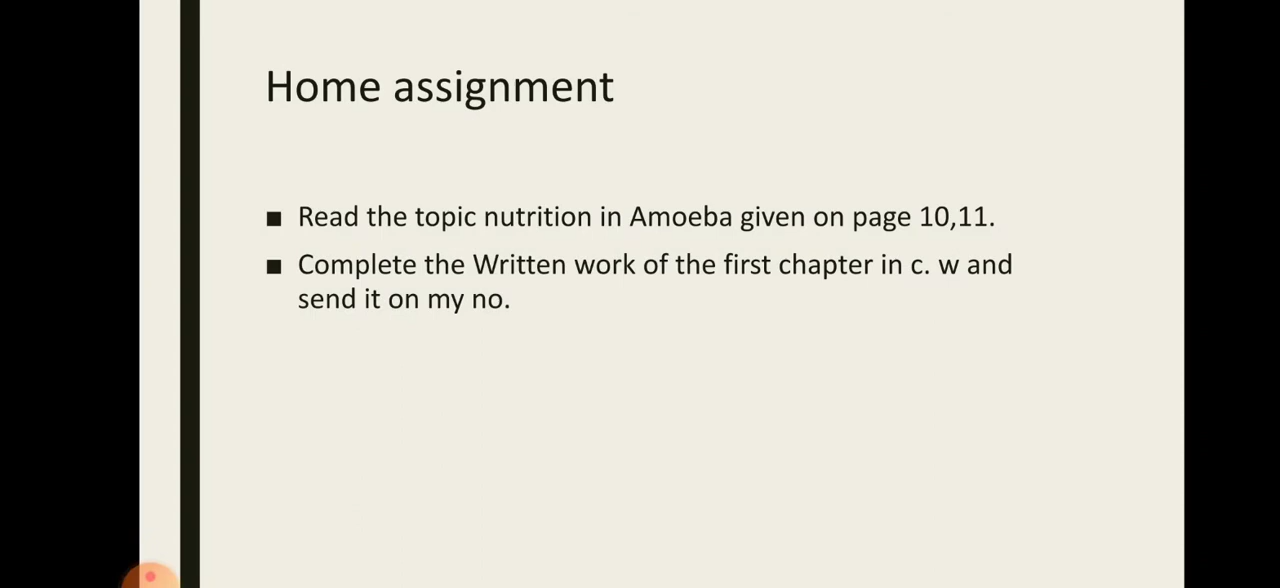 Home assignment
Read the topic nutrition in Amoeba given on page 10,11.
Complete the Written work of the first chapter in c. w and
send it on my no.